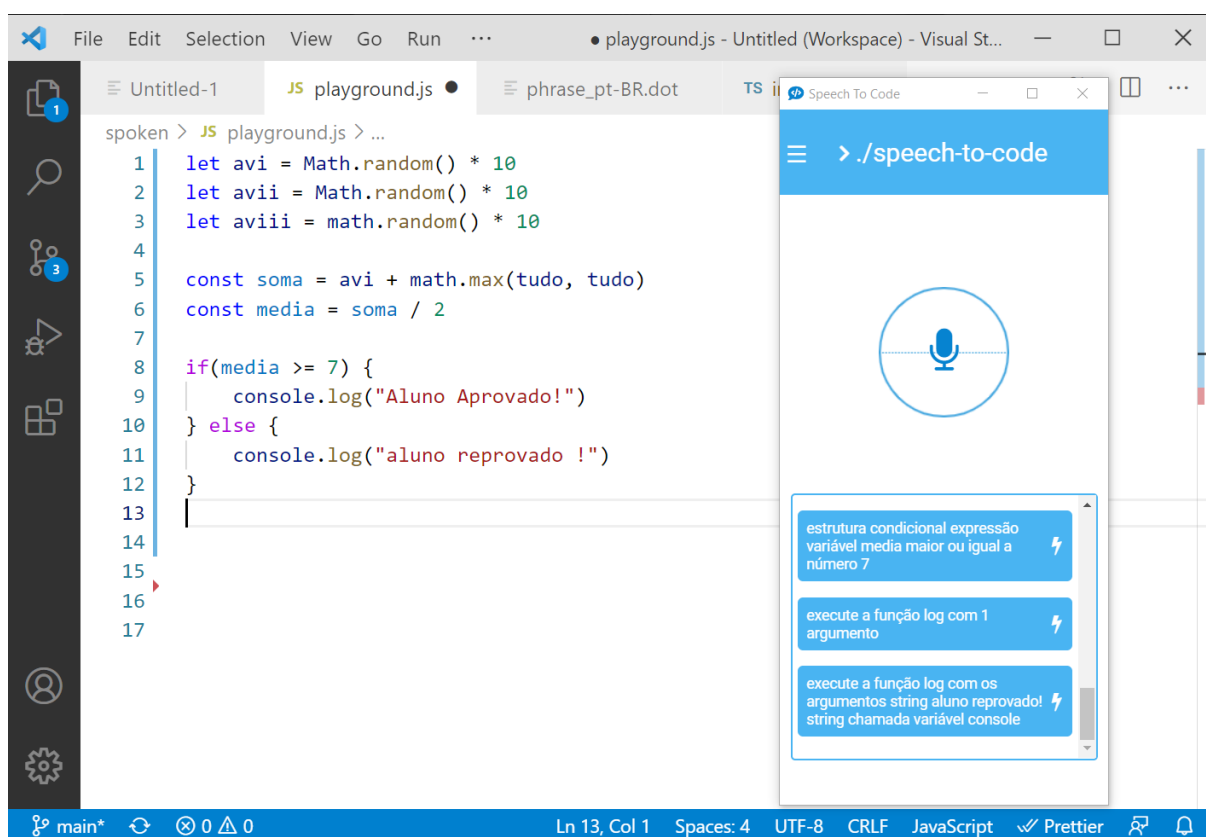 File Edit Selection View Go Run ··· ● playground.js - Untitled (Workspace) - Visual St...
Untitled-1 JS playground.js ● phrase_pt-BR.dot TS
spoken > JS playground.js > ...
1 let avi = Math.random() * 10
2 let avii = Math.random() * 10
3 let aviii = math.random() * 10
4
5 const soma = avi + math.max(tudo, tudo)
6 const media = soma / 2
7
8 if(media >= 7) {
9 console.log("Aluno Aprovado!")
10 } else {
11 console.log("aluno reprovado !")
12 }
13
14
15
16
17
1
3
Speech To Code
./speech-to-code
estrutura condicional expressão
variável media maior ou igual a
número 7
execute a função log com 1
argumento
execute a função log com os
argumentos string aluno reprovado!
string chamada variável console
main* 0 0 Ln 13, Col 1 Spaces: 4 UTF-8 CRLF JavaScript Prettier